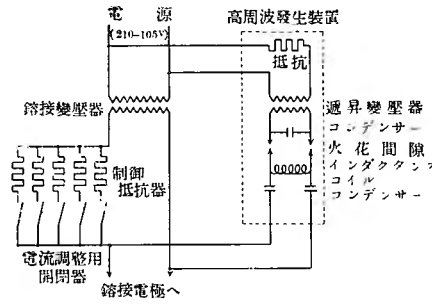 電源
(210-105V)
高周波發生裝置
抵抗
鎔接變壓器
遞昇變壓器
コンデンサー
火花間隙
インダクタンス
コイル
コンデンサー
制御
抵抗器
電流調整用
開閉器
鎔接電極へ